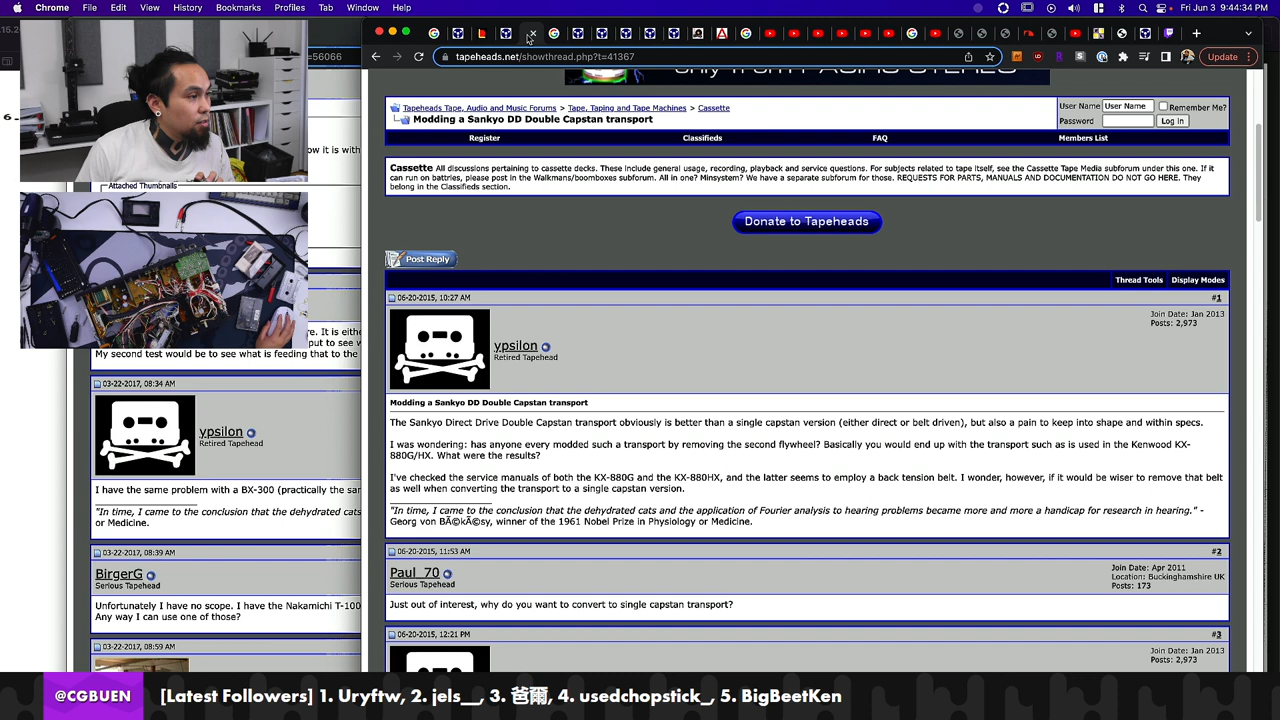 Chrome File Edit View History Bookmarks Profiles Tab Window Help
Fri Jun 3 9:44:34 PM
56066
tapeheads.net/showthread.php?t=41367
Update
Tapeheads Tape, Audio and Music Forums > Tape, Taping and Tape Machines > Cassette
Modding a Sankyo DD Double Capstan transport
User Name User Name Remember Me?
Password Log In
Register Classifieds FAQ Members List
Cassette All discussions pertaining to cassette decks. These include general usage, recording, playback and service questions. For subjects related to tape itself, see the Cassette Tape Media subforum under this one. If it
can run on battries, please post in the Walkmans/boomboxes subforum. All in one? Minsystem? We have a separate subforum for those. REQUESTS FOR PARTS, MANUALS AND DOCUMENTATION DO NOT GO HERE. They
belong in the Classifieds section.
Donate to Tapeheads
Post Reply
Thread Tools Display Modes
06-20-2015, 10:27 AM #1
ypsilon
Retired Tapehead
Join Date: Jan 2013
Posts: 2,973
Modding a Sankyo DD Double Capstan transport
The Sankyo Direct Drive Double Capstan transport obviously is better than a single capstan version (either direct or belt driven), but also a pain to keep into shape and within specs.
I was wondering: has anyone every modded such a transport by removing the second flywheel? Basically you would end up with the transport such as is used in the Kenwood KX-
880G/HX. What were the results?
I've checked the service manuals of both the KX-880G and the KX-880HX, and the latter seems to employ a back tension belt. I wonder, however, if it would be wiser to remove that belt
as well when converting the transport to a single capstan version.
"In time, I came to the conclusion that the dehydrated cats and the application of Fourier analysis to hearing problems became more and more a handicap for research in hearing." -
Georg von BÃ©kÃ©sy, winner of the 1961 Nobel Prize in Physiology or Medicine.
06-20-2015, 11:53 AM #2
Paul_70
Serious Tapehead
Join Date: Apr 2011
Location: Buckinghamshire UK
Posts: 173
Just out of interest, why do you want to convert to single capstan transport?
06-20-2015, 12:21 PM #3
Join Date: Jan 2013
Posts: 2,973
ow it is with
Attached Thumbnails
re. It is eithe
put to see w
My second test would be to see what is feeding that to the
03-22-2017, 08:34 AM
ypsilon
Retired Tapehead
I have the same problem with a BX-300 (practically the sar
"In time, I came to the conclusion that the dehydrated cats
or Medicine.
03-22-2017, 08:39 AM
BirgerG
Serious Tapehead
Unfortunately I have no scope. I have the Nakamichi T-100
Any way I can use one of those?
03-22-2017, 08:59 AM
@CGBUEN
[Latest Followers] 1. Uryftw, 2. jels__, 3. 爸爾, 4. usedchopstick_, 5. BigBeetKen